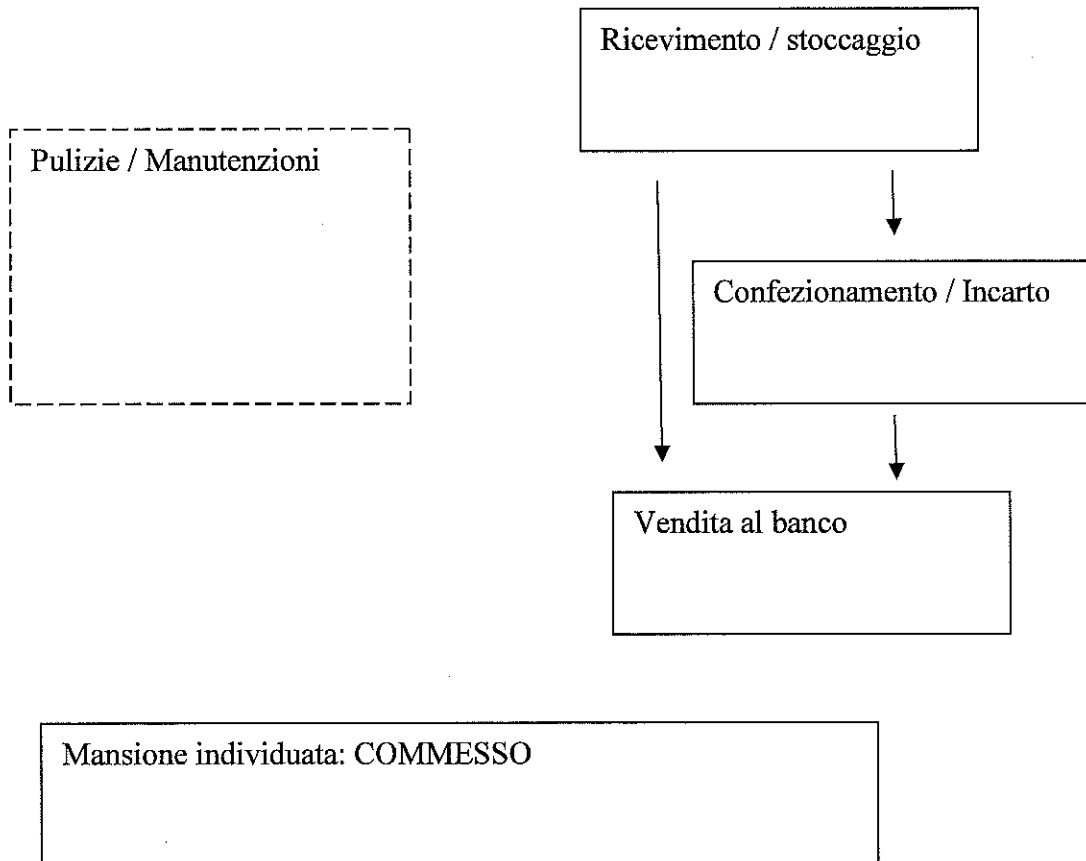 Ricevimento / stoccaggio
Pulizie / Manutenzioni
Confezionamento / Incarto
Vendita al banco
Mansione individuata: COMMESSO